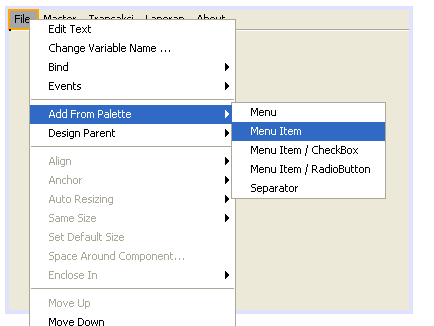 File Master Transaksi Laporan About
Edit Text
Change Variable Name ...
Bind
Events
Add From Palette
Design Parent
Align
Anchor
Auto Resizing
Same Size
Set Default Size
Space Around Component...
Enclose In
Move Up
Move Down
Menu
Menu Item
Menu Item / CheckBox
Menu Item / RadioButton
Separator